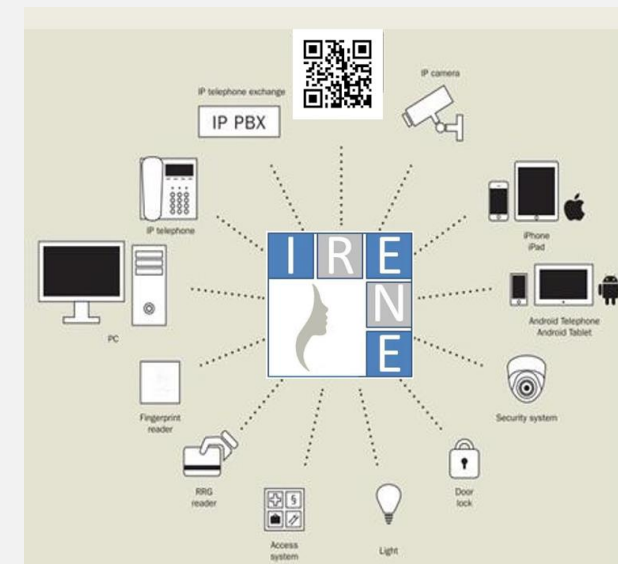 IP telephone exchange
IP camera
IP PBX
IP telephone
iPhone
iPad
I R E
N
E
PC
Android Telephone
Android Tablet
Fingerprint
reader
Security system
RRG
reader
Door
lock
Access
system
Light